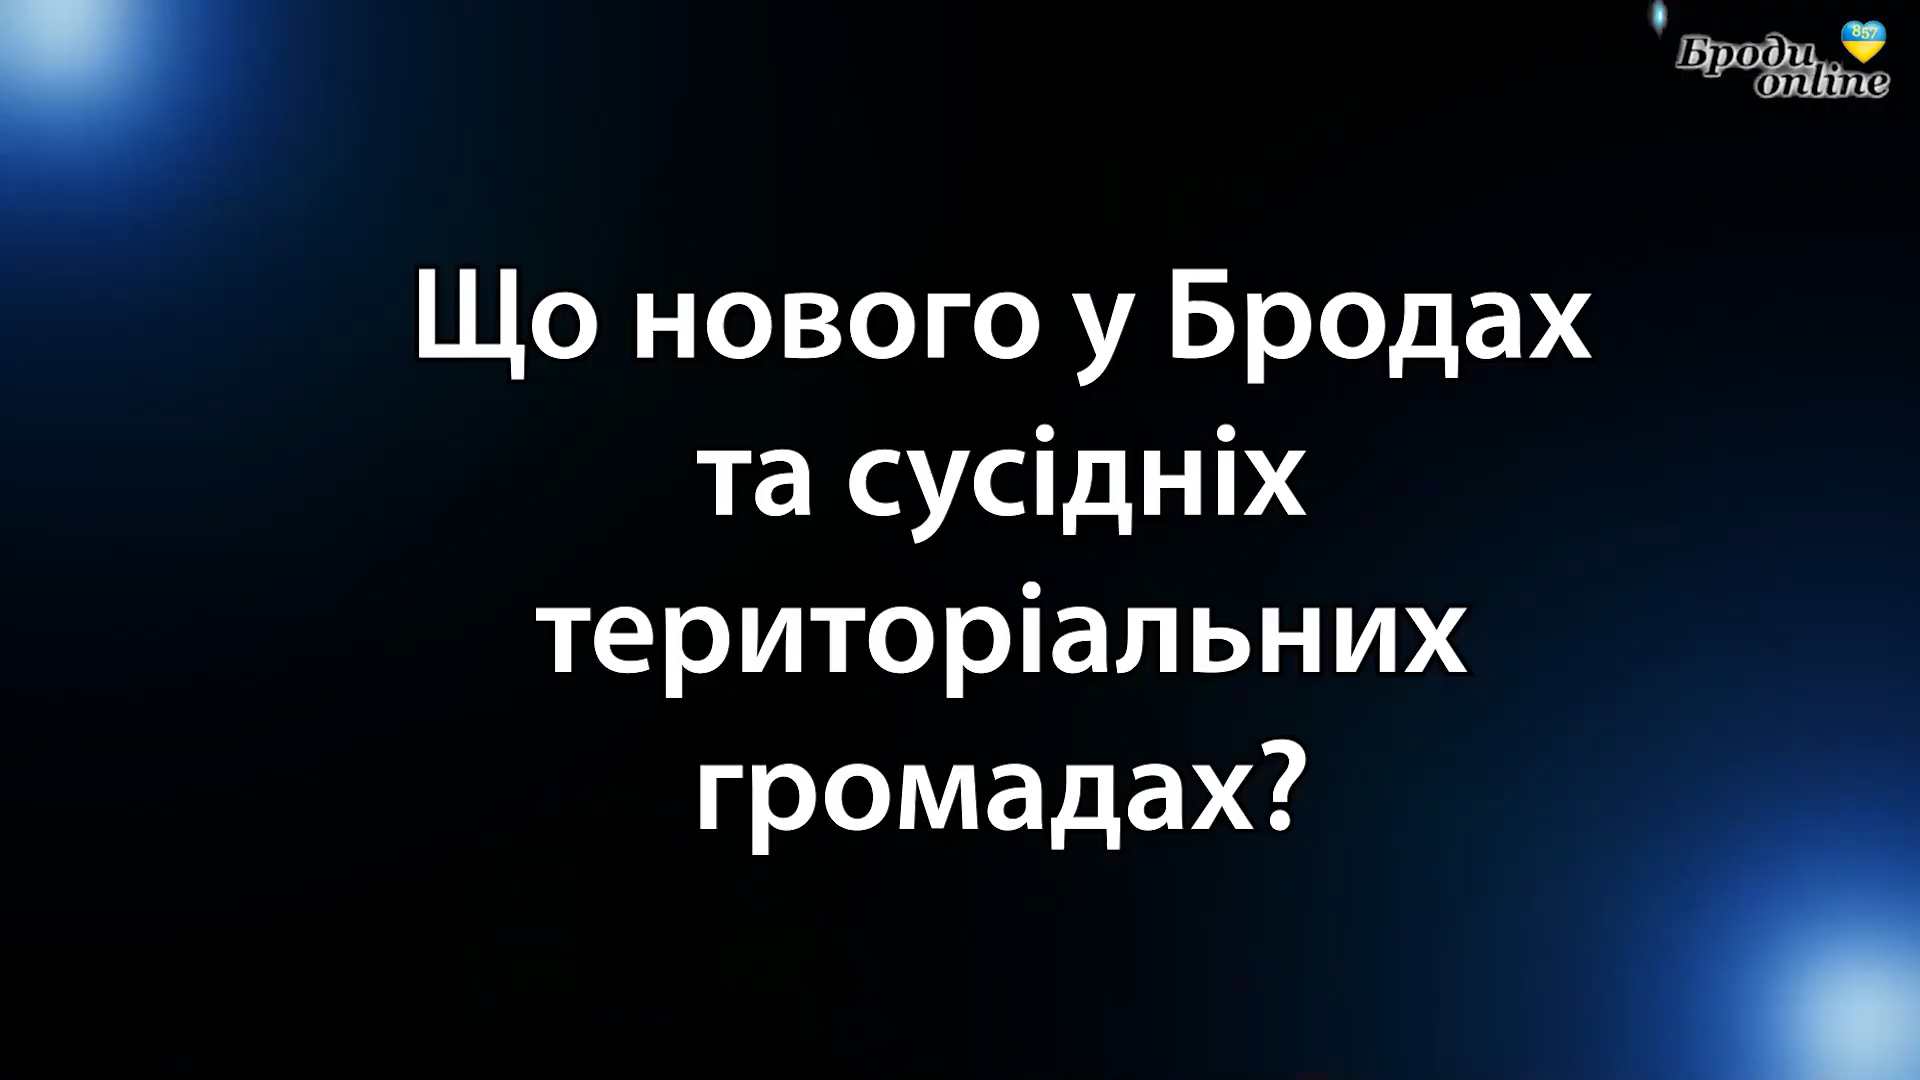 857
Броди
online
Що нового у Бродах
та сусідніх
територіальних
громадах?